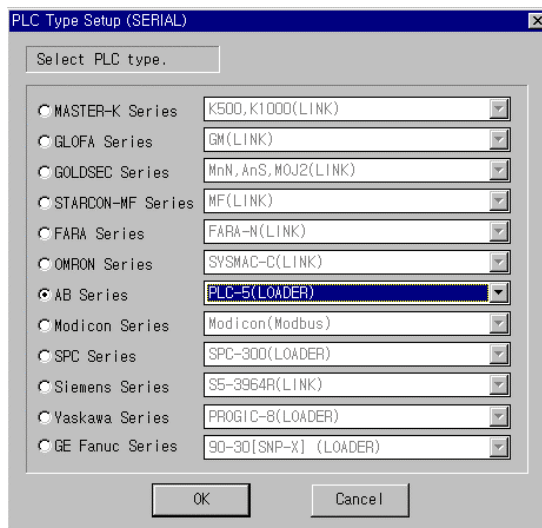 PLC Type Setup (SERIAL)
Select PLC type.
MASTER-K Series K500,K1000(LINK)
GLOFA Series GM(LINK)
GOLDSEC Series MnN,AnS,MOJ2(LINK)
STARCON-MF Series MF(LINK)
FARA Series FARA-N(LINK)
OMRON Series SYSMAC-C(LINK)
AB Series PLC-5(LOADER)
Modicon Series Modicon(Modbus)
SPC Series SPC-300(LOADER)
Siemens Series S5-3964R(LINK)
Yaskawa Series PROGIC-8(LOADER)
GE Fanuc Series 90-30[SNP-X] (LOADER)
OK Cancel